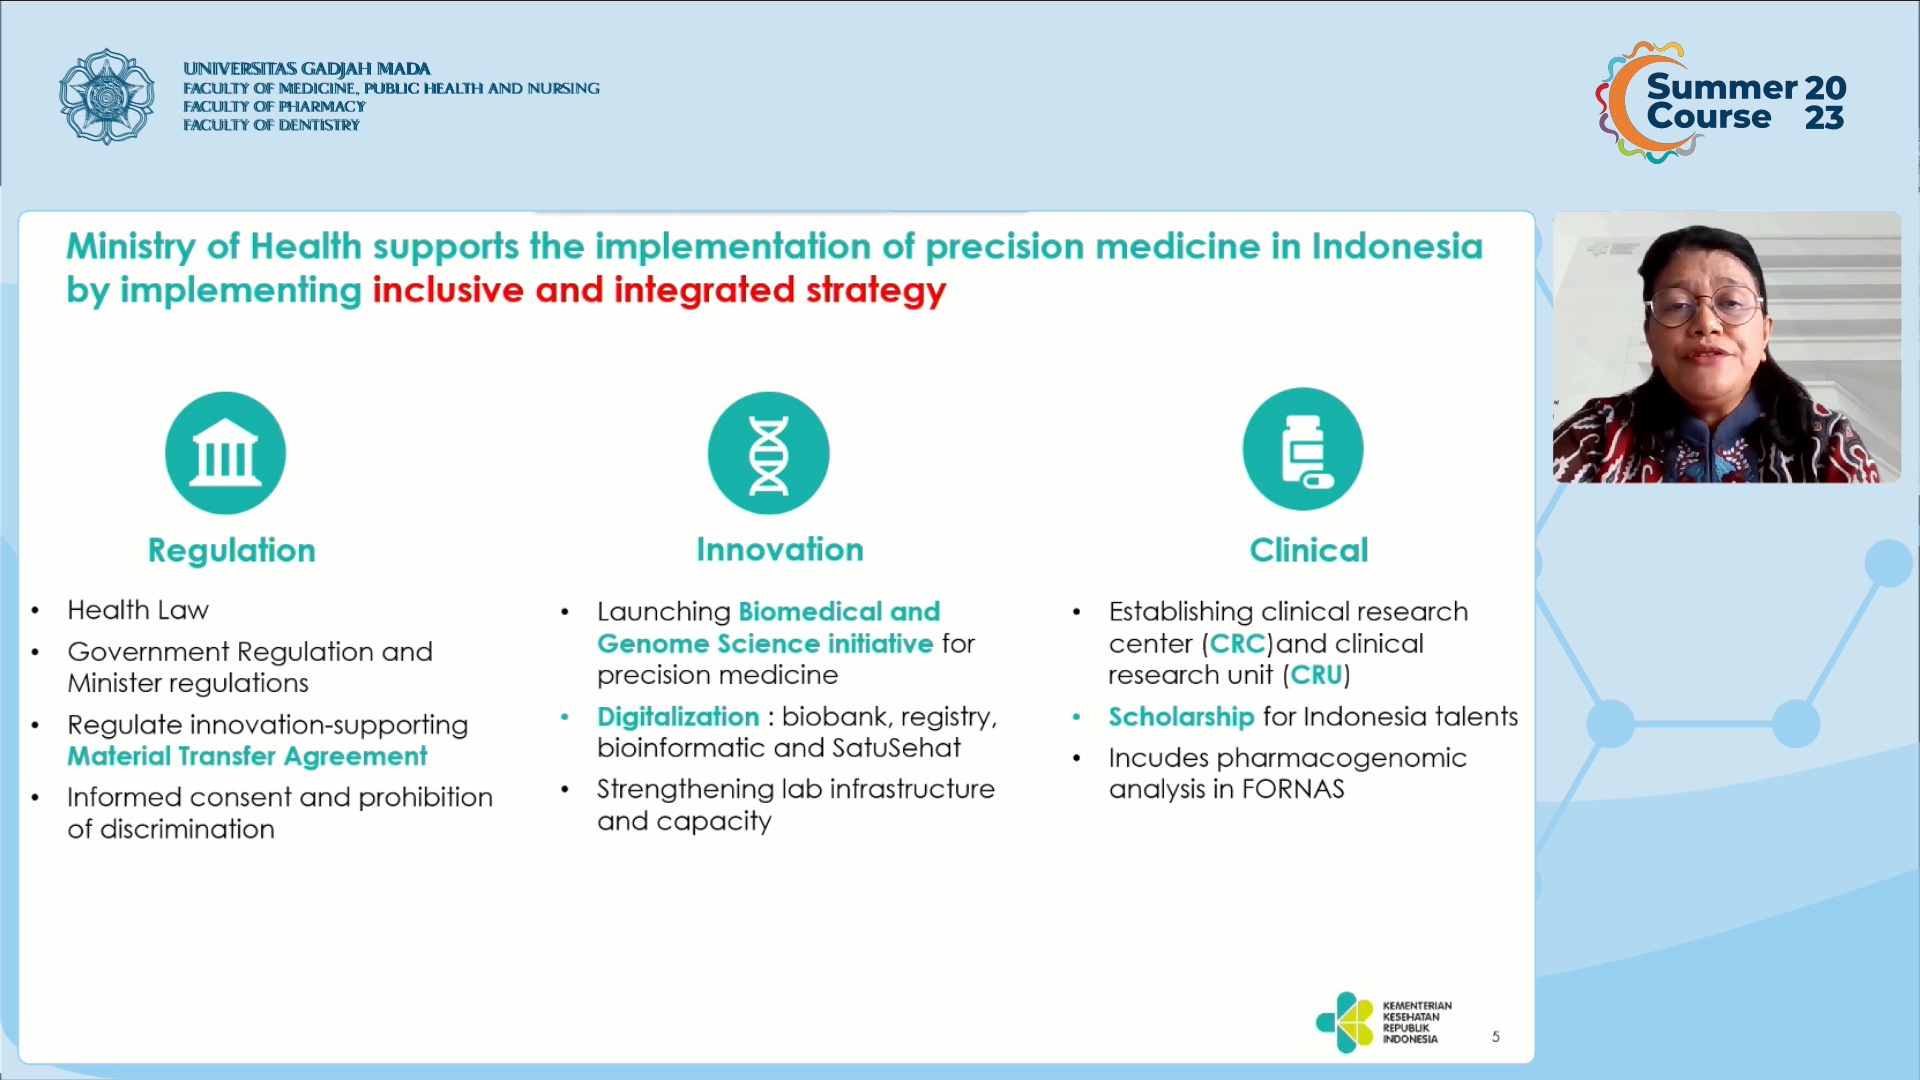 UNIVERSITAS GADJAH MADA
FACULTY OF MEDICINE, PUBLIC HEALTH AND NURSING
FACULTY OF PHARMACY
FACULTY OF DENTISTRY
Summer 20
Course 23
Ministry of Health supports the implementation of precision medicine in Indonesia
by implementing inclusive and integrated strategy
Regulation
• Health Law
• Government Regulation and
Minister regulations
• Regulate innovation-supporting
Material Transfer Agreement
• Informed consent and prohibition
of discrimination
Innovation
• Launching Biomedical and
Genome Science initiative for
precision medicine
• Digitalization : biobank, registry,
bioinformatic and SatuSehat
• Strengthening lab infrastructure
and capacity
Clinical
• Establishing clinical research
center (CRC)and clinical
research unit (CRU)
• Scholarship for Indonesia talents
• Incudes pharmacogenomic
analysis in FORNAS
KEMENTERIAN
KESEHATAN
REPUBLIK
INDONESIA
5